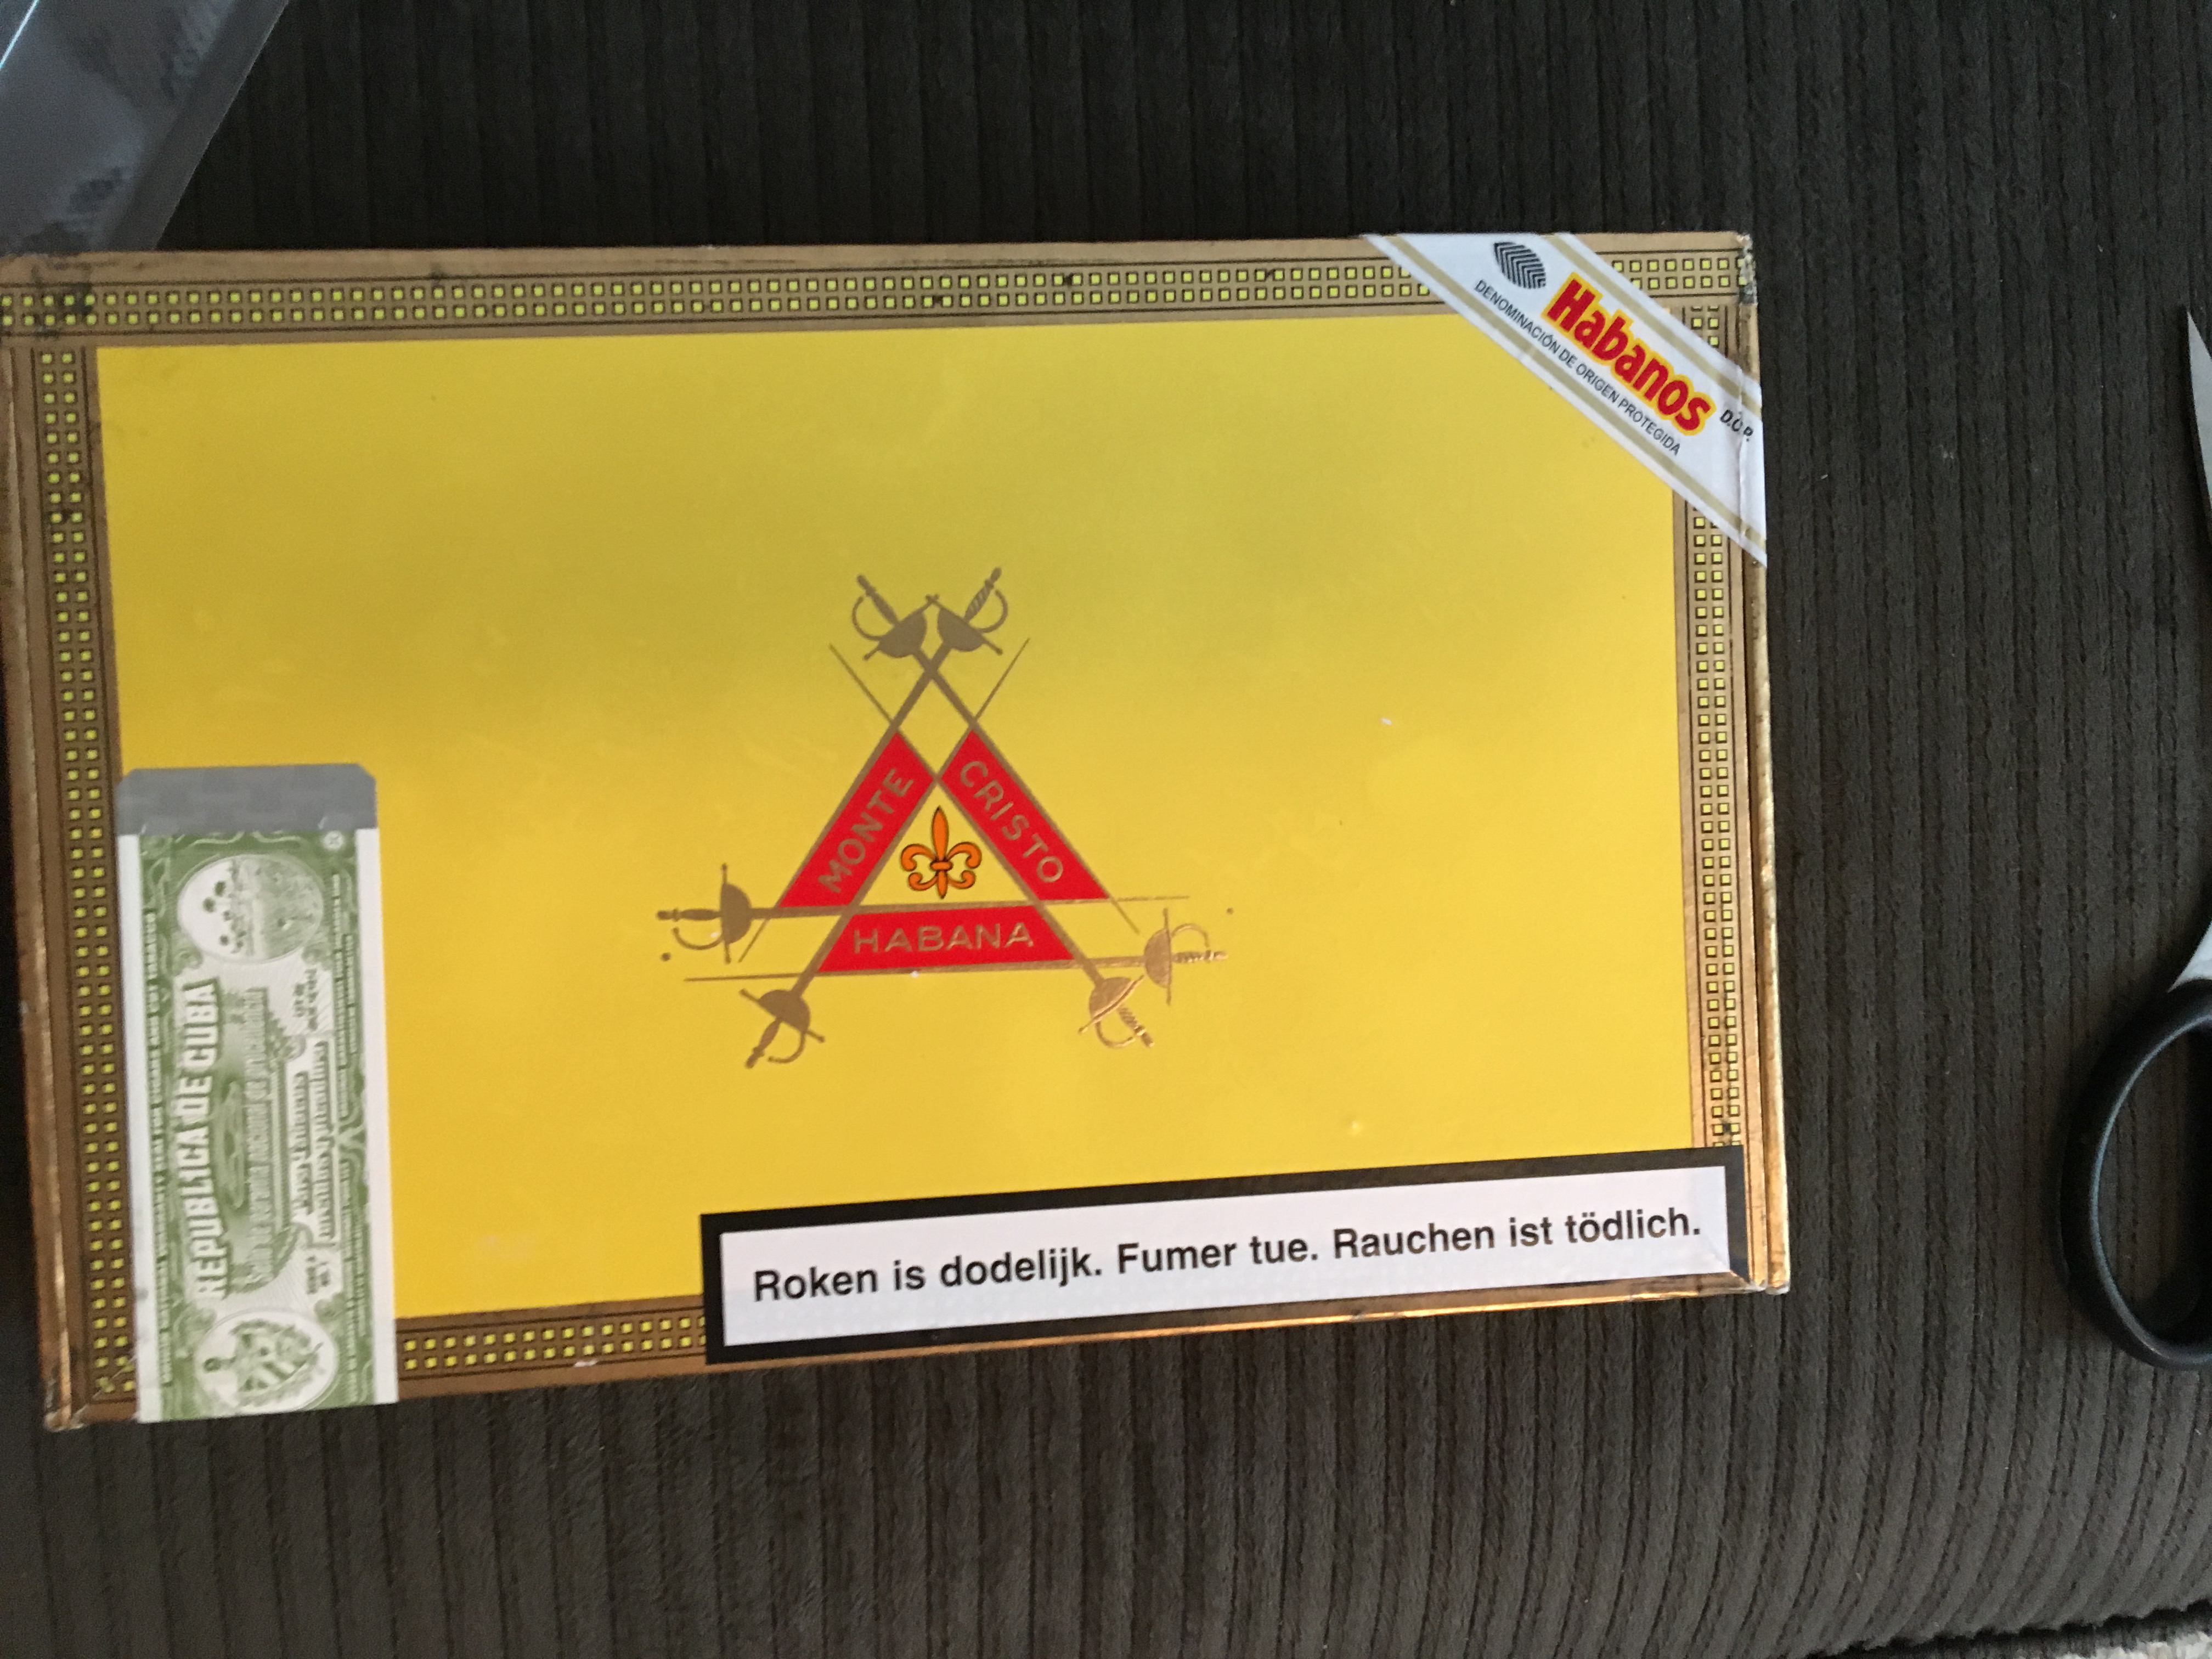 Habanos
DENOMINACIÓN DE ORIGEN PROTEGIDA
D.O.P.
MONTE
CRISTO
HABANA
REPUBLICA DE CUBA
Roken is dodelijk. Fumer tue. Rauchen ist tödlich.